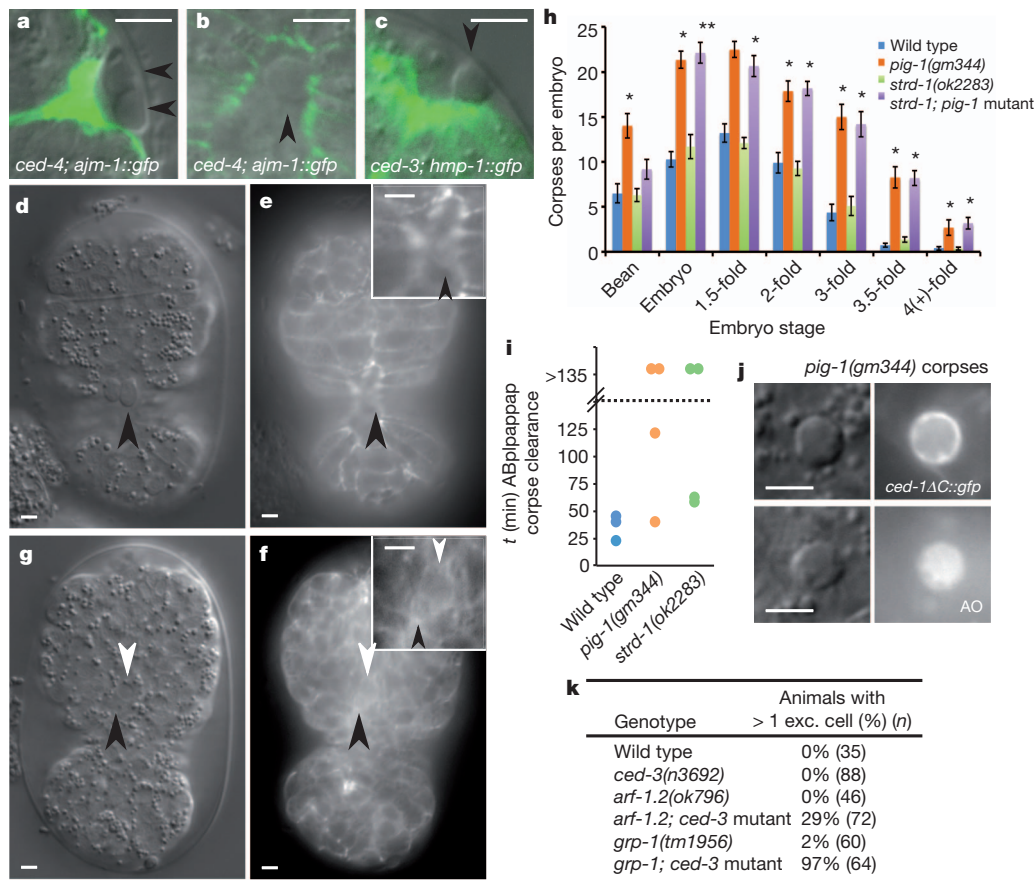 a
b
c
ced-4; ajm-1::gfp
ced-4; ajm-1::gfp
ced-3; hmp-1::gfp
d
e
g
f
h
25
20
15
10
5
0
Corpses per embryo
* * ** * * * * * * * * * *
Wild type
pig-1(gm344)
strd-1(ok2283)
strd-1; pig-1 mutant
Bean
Embryo
1.5-fold
2-fold
3-fold
3.5-fold
4(+)-fold
Embryo stage
i
>135
125
100
75
50
25
0
t (min) ABplpappap
corpse clearance
Wild type
pig-1(gm344)
strd-1(ok2283)
j
pig-1(gm344) corpses
ced-1ΔC::gfp
AO
k
Animals with
Genotype > 1 exc. cell (%) (n)
Wild type 0% (35)
ced-3(n3692) 0% (88)
arf-1.2(ok796) 0% (46)
arf-1.2; ced-3 mutant 29% (72)
grp-1(tm1956) 2% (60)
grp-1; ced-3 mutant 97% (64)